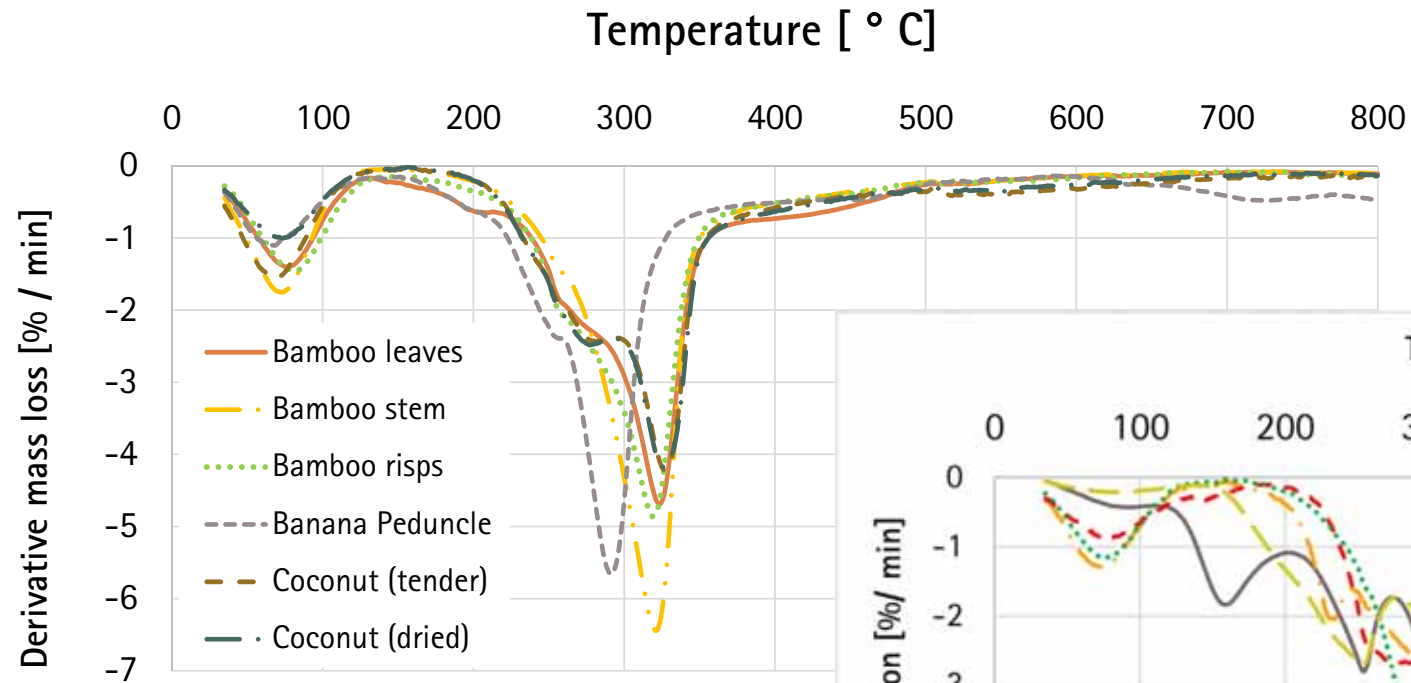 Temperature [ ° C]
0 100 200 300 400 500 600 700 800
0
-1
-2
-3
-4
-5
-6
-7
Derivative mass loss [% / min]
Bamboo leaves
Bamboo stem
Bamboo risps
Banana Peduncle
Coconut (tender)
Coconut (dried)
0 100 200
0
-1
-2
on [%/ min]